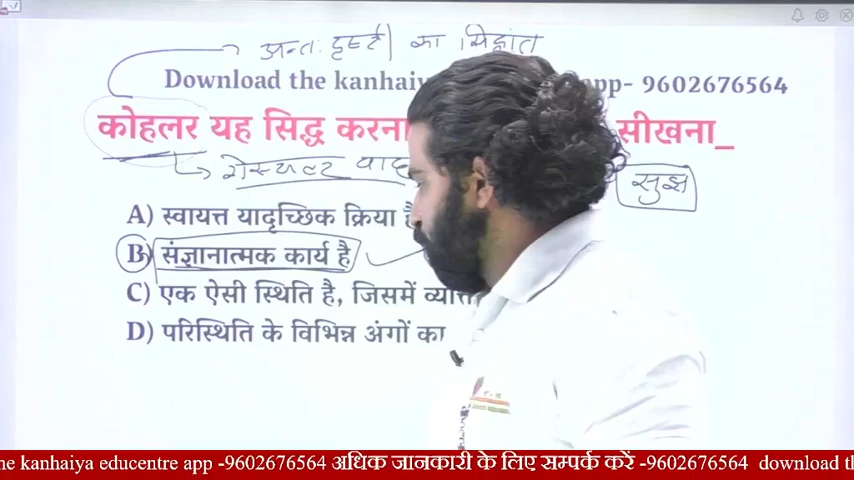 अन्तः दृष्टि का सिद्धांत
Download the kanhaiya app- 9602676564
कोहलर यह सिद्ध करना सीखना_
गेस्टाल्ट वाद
सुझ
A) स्वायत्त यादृच्छिक क्रिया है
B) संज्ञानात्मक कार्य है
C) एक ऐसी स्थिति है, जिसमें
D) परिस्थिति के विभिन्न अंगों का
he kanhaiya educentre app -9602676564 अधिक जानकारी के लिए सम्पर्क करें -9602676564 download th